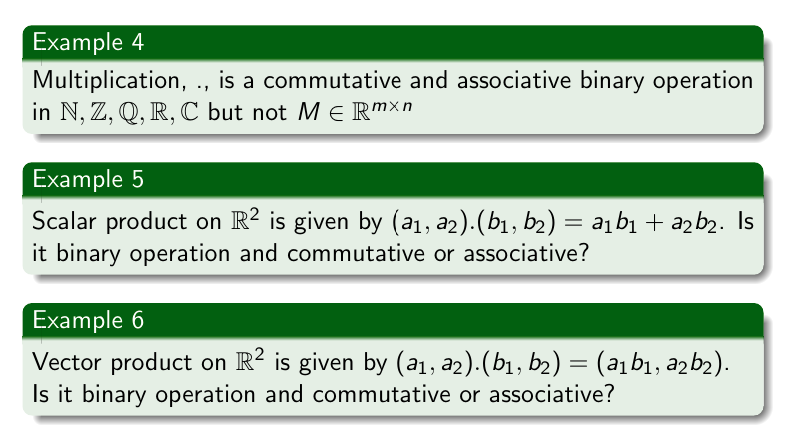 Example 4
Multiplication, ., is a commutative and associative binary operation
in ℕ, ℤ, ℚ, ℝ, ℂ but not M ∈ ℝ^{m×n}
Example 5
Scalar product on ℝ² is given by (a₁, a₂).(b₁, b₂) = a₁b₁ + a₂b₂. Is
it binary operation and commutative or associative?
Example 6
Vector product on ℝ² is given by (a₁, a₂).(b₁, b₂) = (a₁b₁, a₂b₂).
Is it binary operation and commutative or associative?